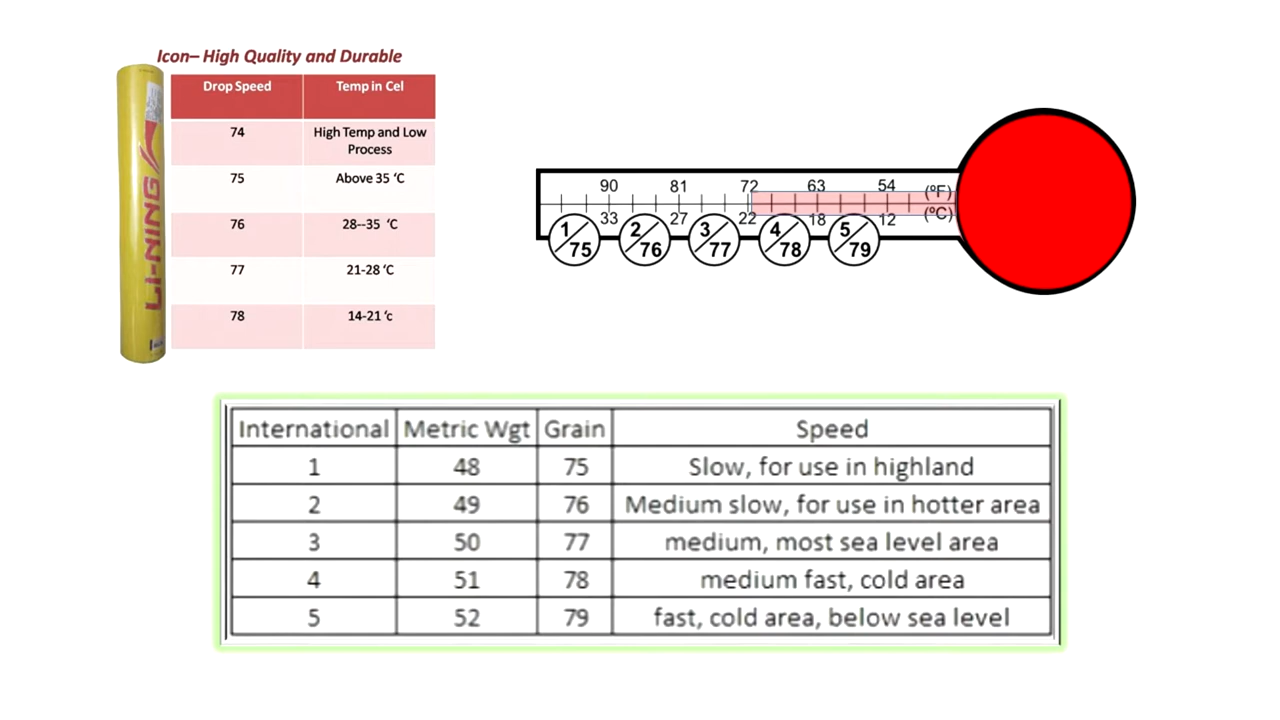 Icon– High Quality and Durable
LI-NING
Drop Speed Temp in Cel
74 High Temp and Low
Process
75 Above 35 ‘C
76 28--35 ‘C
77 21-28 ‘C
78 14-21 ‘c
90 81 72 63 54 (ºF)
33 27 22 18 12 (ºC)
1/75 2/76 3/77 4/78 5/79
International Metric Wgt Grain Speed
1 48 75 Slow, for use in highland
2 49 76 Medium slow, for use in hotter area
3 50 77 medium, most sea level area
4 51 78 medium fast, cold area
5 52 79 fast, cold area, below sea level